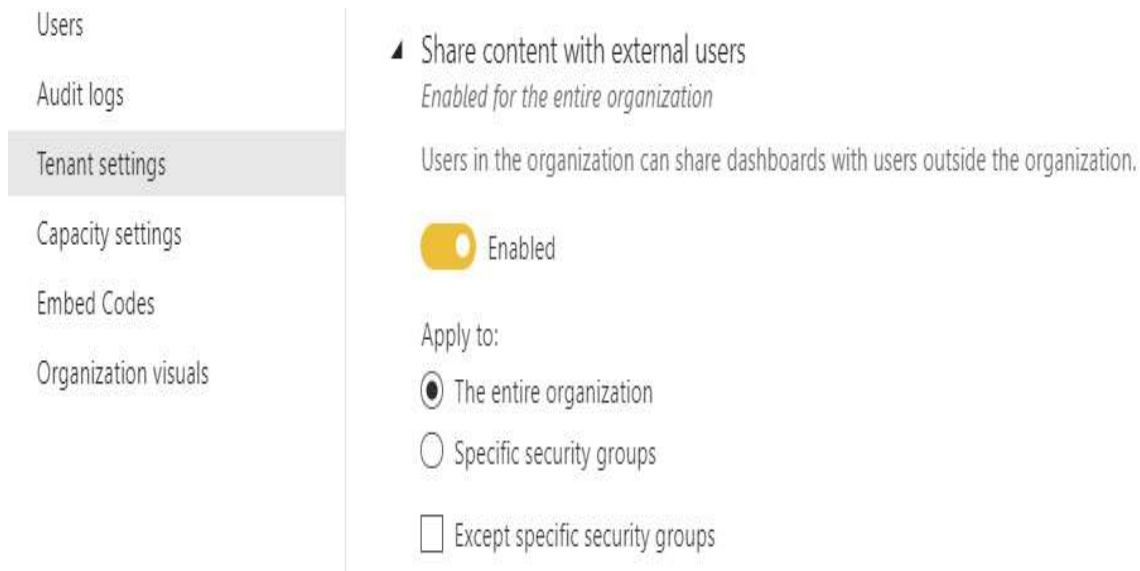 Users
Audit logs
Tenant settings
Capacity settings
Embed Codes
Organization visuals
Share content with external users
Enabled for the entire organization
Users in the organization can share dashboards with users outside the organization.
Enabled
Apply to:
The entire organization
Specific security groups
Except specific security groups